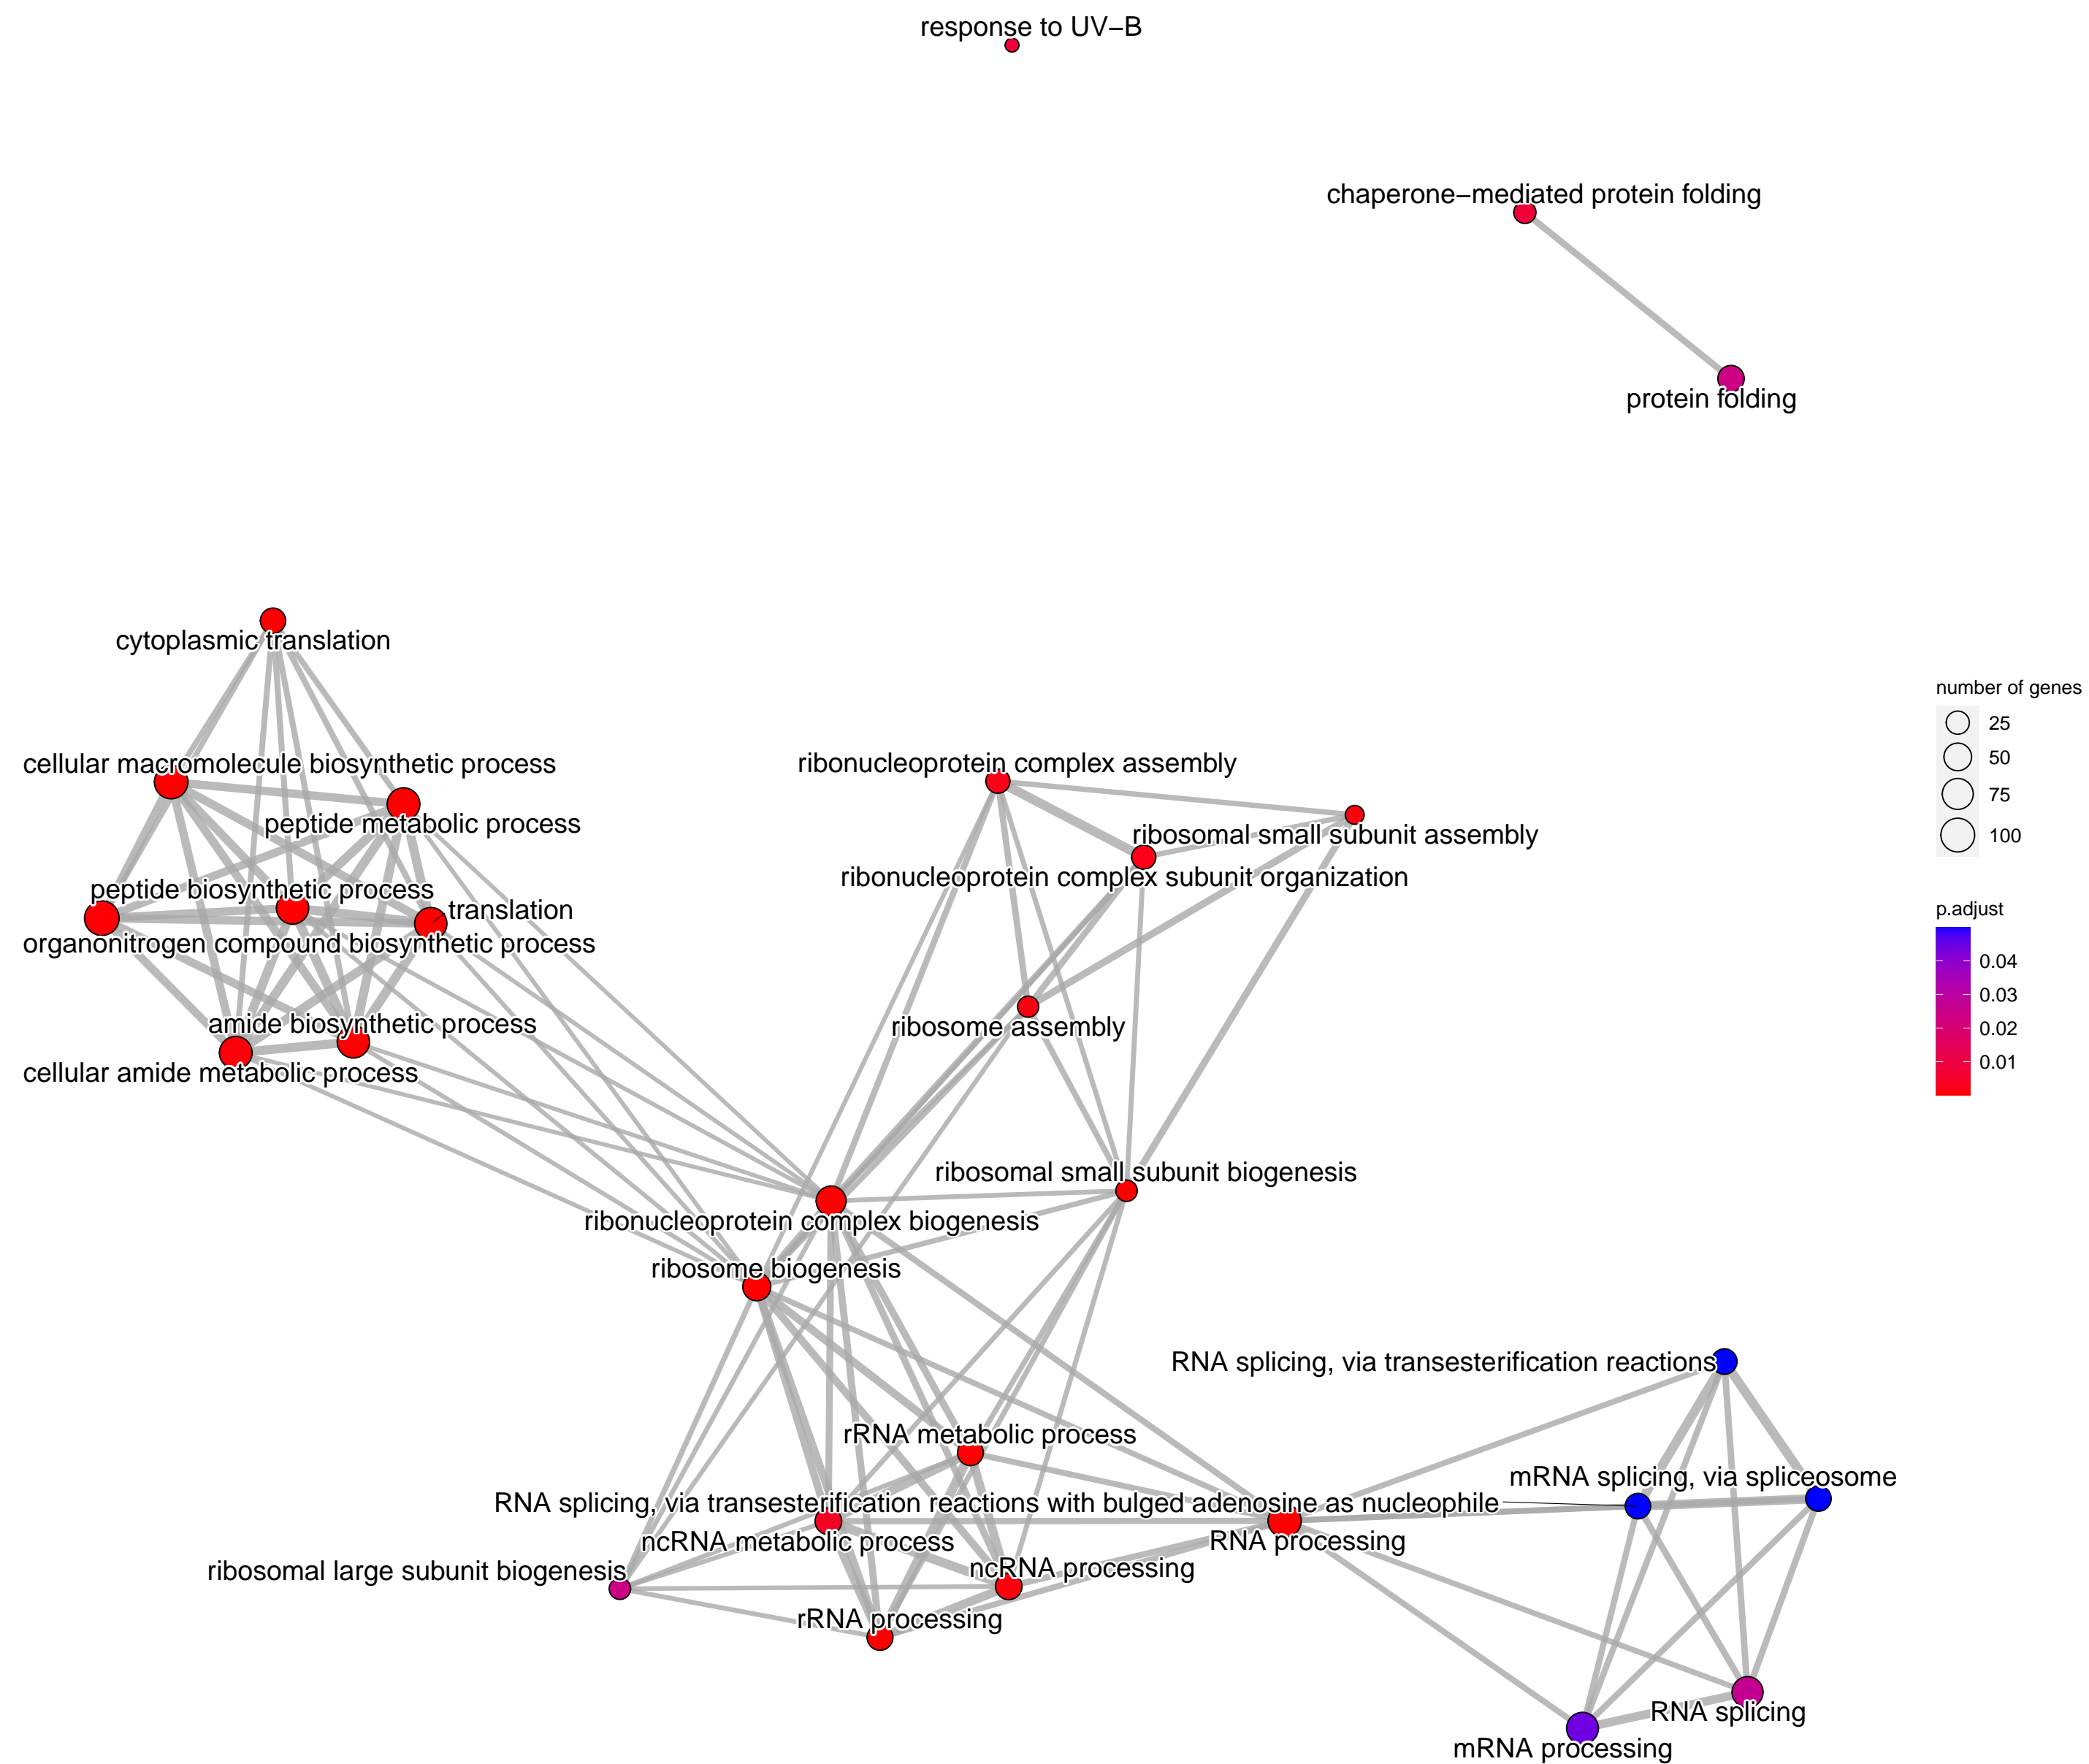 response to UV−B
chaperone−mediated protein folding
protein folding
cytoplasmic translation
number of genes
25
50
cellular macromolecule biosynthetic process
ribonucleoprotein complex assembly
75
peptide metabolic process
ribosomal small subunit assembly
100
ribonucleoprotein complex subunit organization
peptide biosynthetic process
translation
p.adjust
organonitrogen compound biosynthetic process
0.04
0.03
amide biosynthetic process
ribosome assembly
0.02
0.01
cellular amide metabolic process
ribosomal small subunit biogenesis
ribonucleoprotein complex biogenesis
ribosome biogenesis
RNA splicing, via transesterification reactions
rRNA metabolic process
mRNA splicing, via spliceosome
RNA splicing, via transesterification reactions with bulged adenosine as nucleophile
ncRNA metabolic process
RNA processing
ribosomal large subunit biogenesis
ncRNA processing
rRNA processing
RNA splicing
mRNA processing